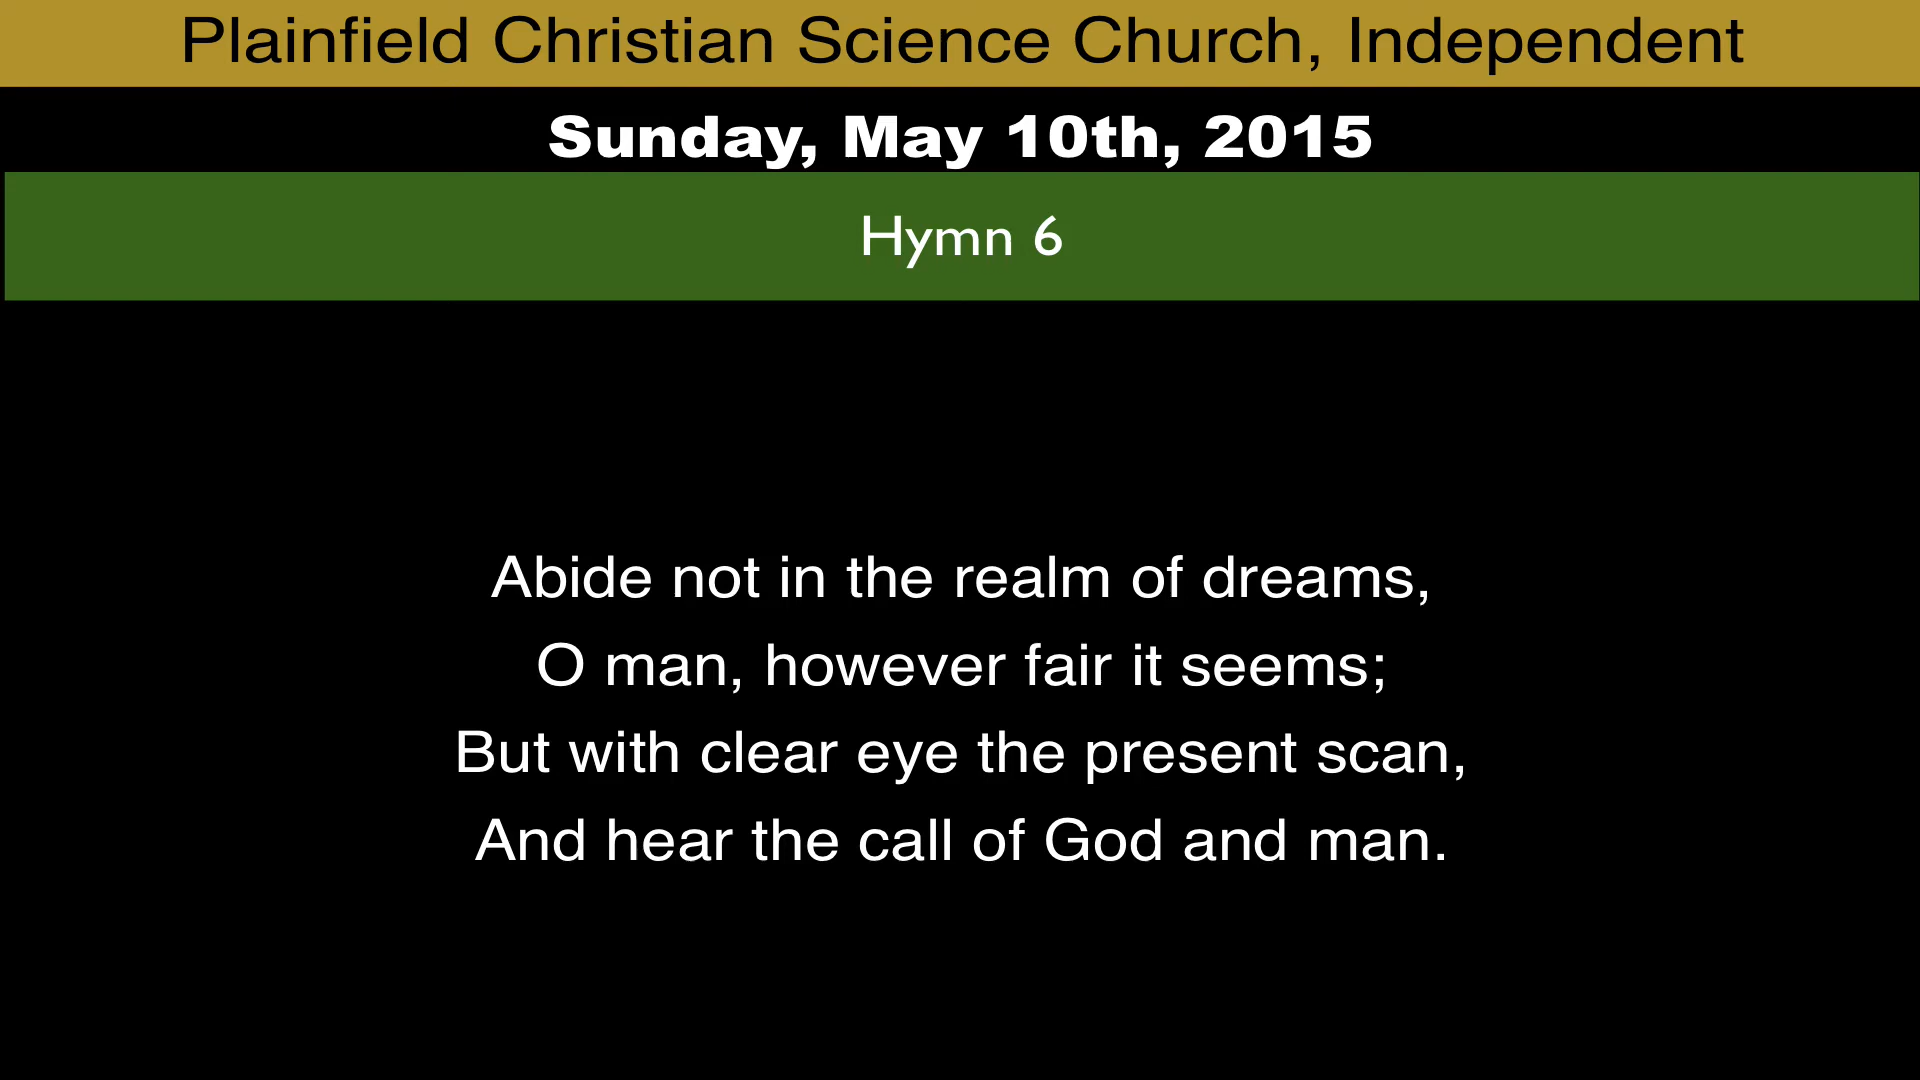 Plainfield Christian Science Church, Independent
Sunday, May 10th, 2015
Hymn 6
Abide not in the realm of dreams,
O man, however fair it seems;
But with clear eye the present scan,
And hear the call of God and man.